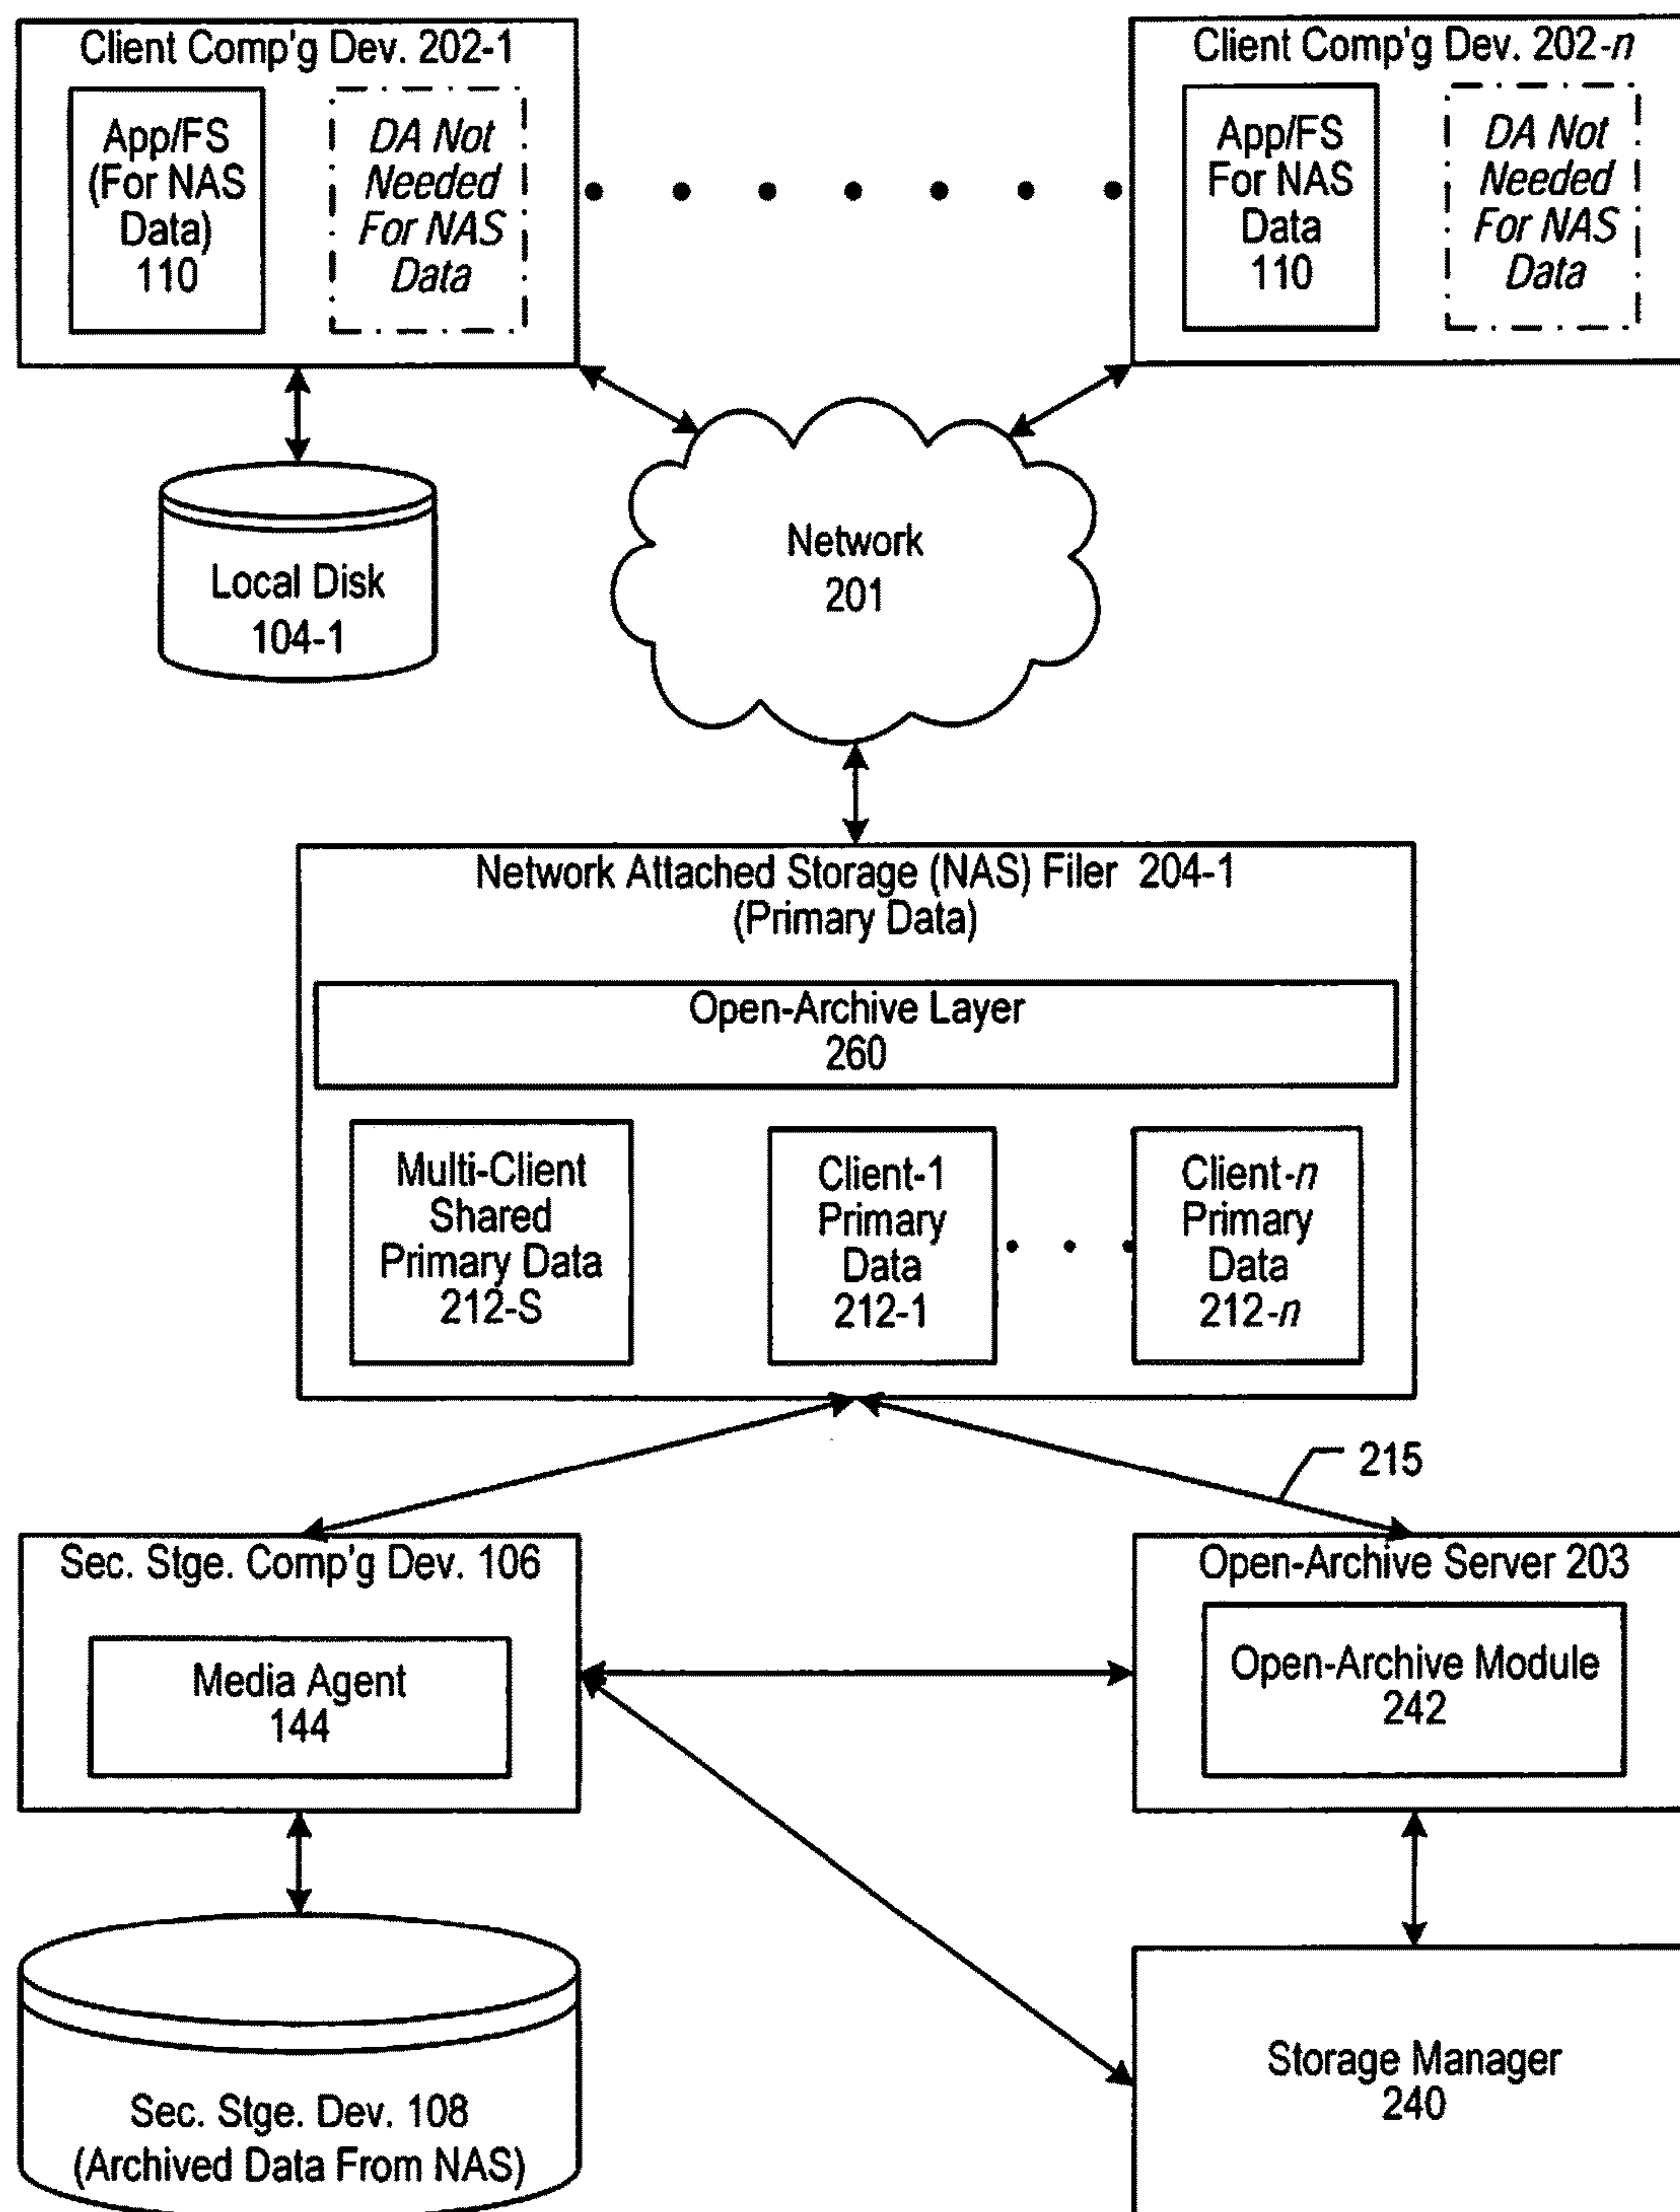 Client Comp'g Dev. 202-1
App/FS
(For NAS
Data)
110
DA Not
Needed
For NAS
Data
Client Comp'g Dev. 202-n
App/FS
For NAS
Data
110
DA Not
Needed
For NAS
Data
Local Disk
104-1
Network
201
Network Attached Storage (NAS) Filer 204-1
(Primary Data)
Open-Archive Layer
260
Multi-Client
Shared
Primary Data
212-S
Client-1
Primary
Data
212-1
Client-n
Primary
Data
212-n
215
Sec. Stge. Comp'g Dev. 106
Media Agent
144
Open-Archive Server 203
Open-Archive Module
242
Sec. Stge. Dev. 108
(Archived Data From NAS)
Storage Manager
240